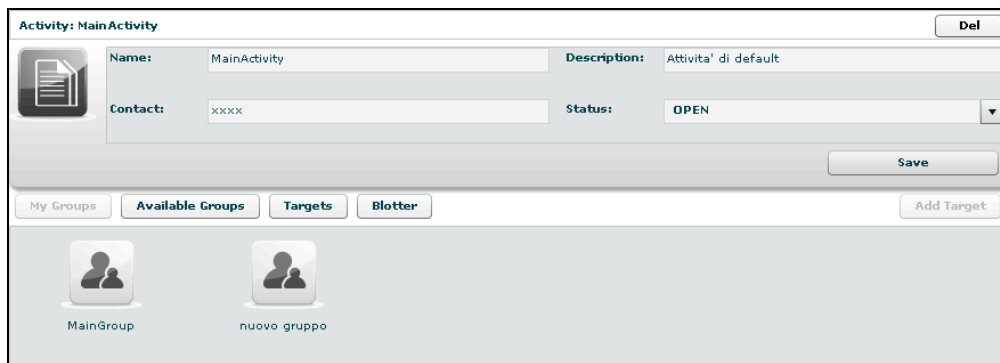 Activity: MainActivity Del
Name: MainActivity Description: Attivita' di default
Contact: xxxx Status: OPEN
Save
My Groups Available Groups Targets Blotter Add Target
MainGroup nuovo gruppo